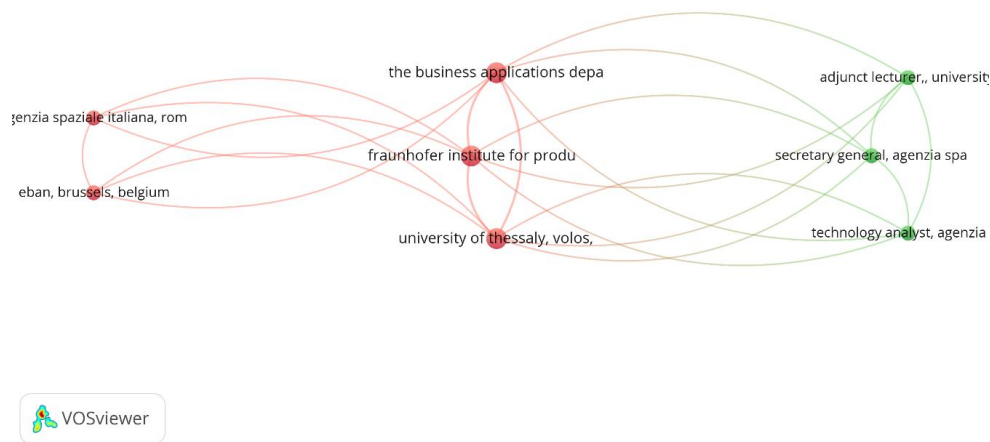 the business applications depa
adjunct lecturer,, university
genzia spaziale italiana, rom
fraunhofer institute for produ
secretary general, agenzia spa
eban, brussels, belgium
university of thessaly, volos,
technology analyst, agenzia
VOSviewer